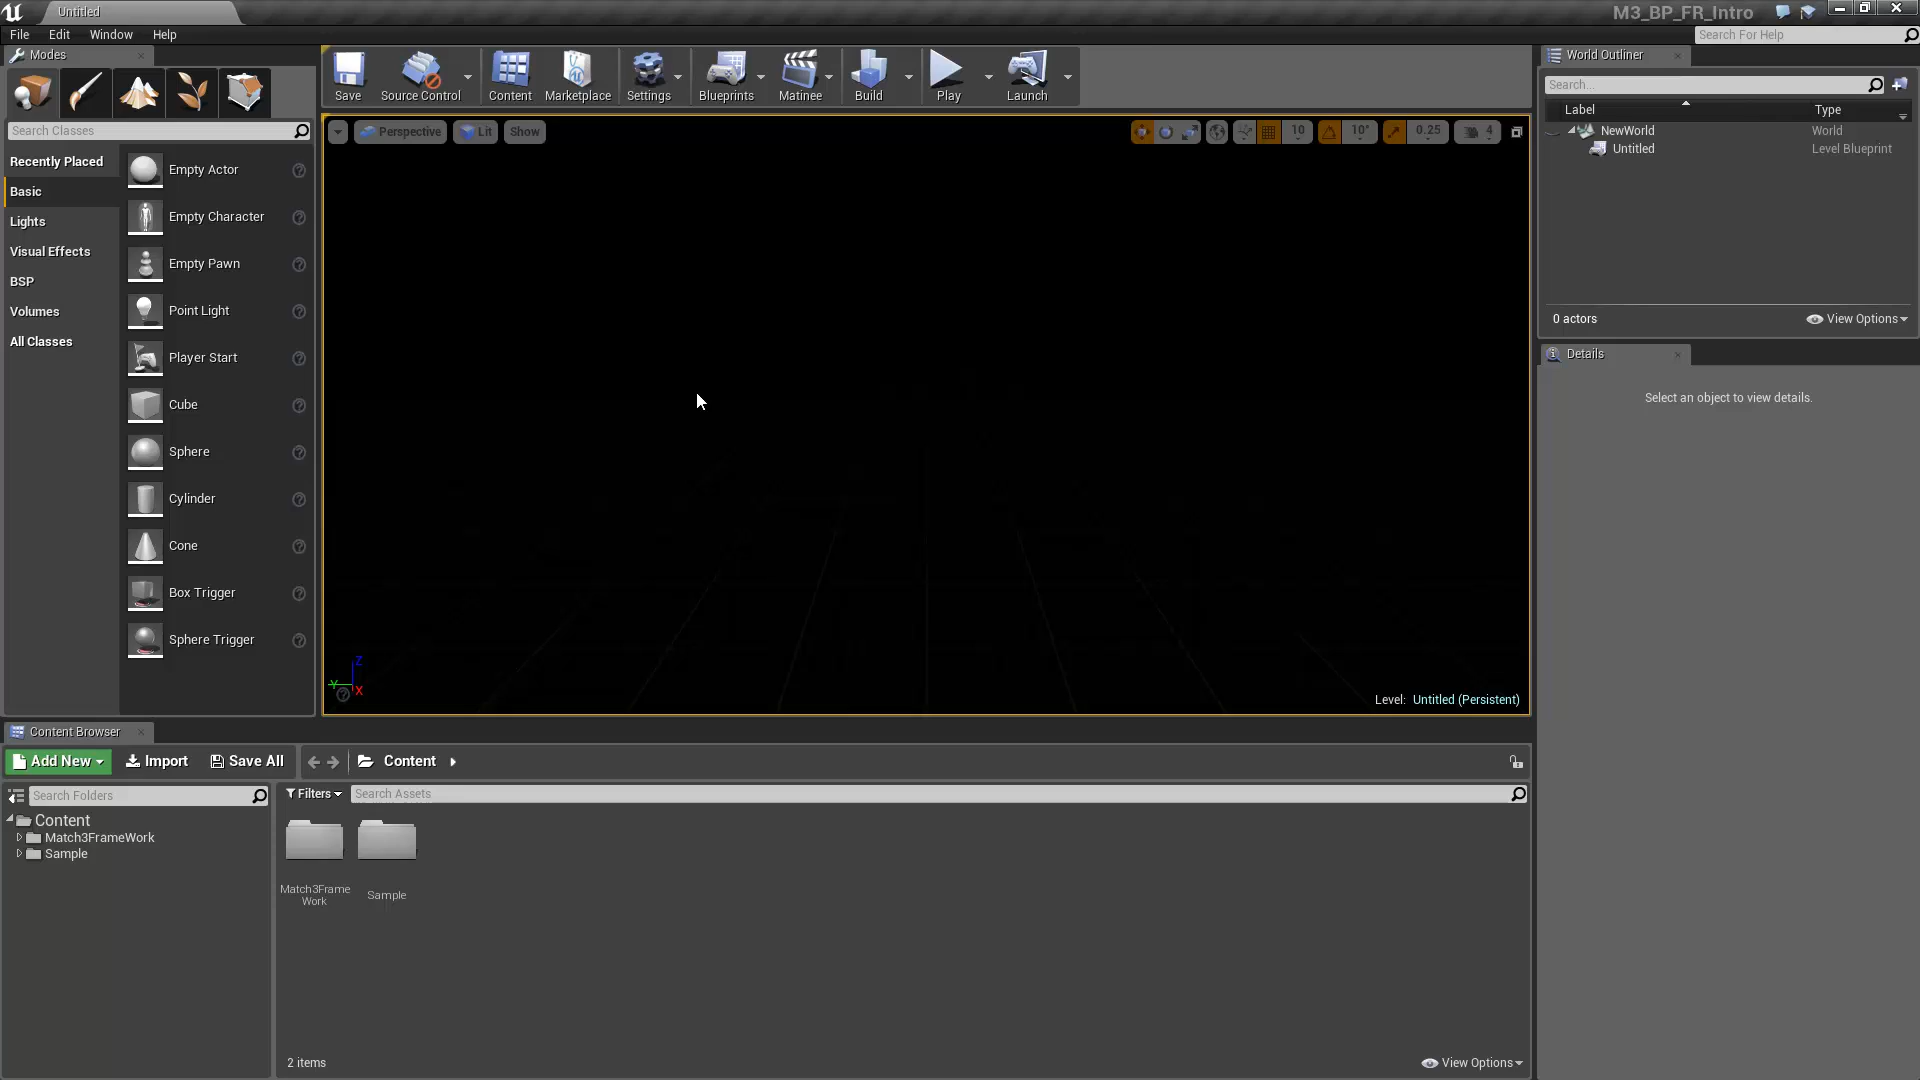 Untitled
M3_BP_FR_Intro
File Edit Window Help
Search For Help
Modes
Save
Source Control
Content
Marketplace
Settings
Blueprints
Matinee
Build
Play
Launch
World Outliner
Search...
Label Type
NewWorld World
Untitled Level Blueprint
0 actors
View Options
Details
Select an object to view details.
Search Classes
Recently Placed
Basic
Lights
Visual Effects
BSP
Volumes
All Classes
Empty Actor
Empty Character
Empty Pawn
Point Light
Player Start
Cube
Sphere
Cylinder
Cone
Box Trigger
Sphere Trigger
Perspective Lit Show
10 10° 0.25 4
Z
Y
X
Level: Untitled (Persistent)
Content Browser
Add New Import Save All Content
Search Folders
Content
Match3FrameWork
Sample
Filters Search Assets
Match3Frame
Work
Sample
2 items
View Options